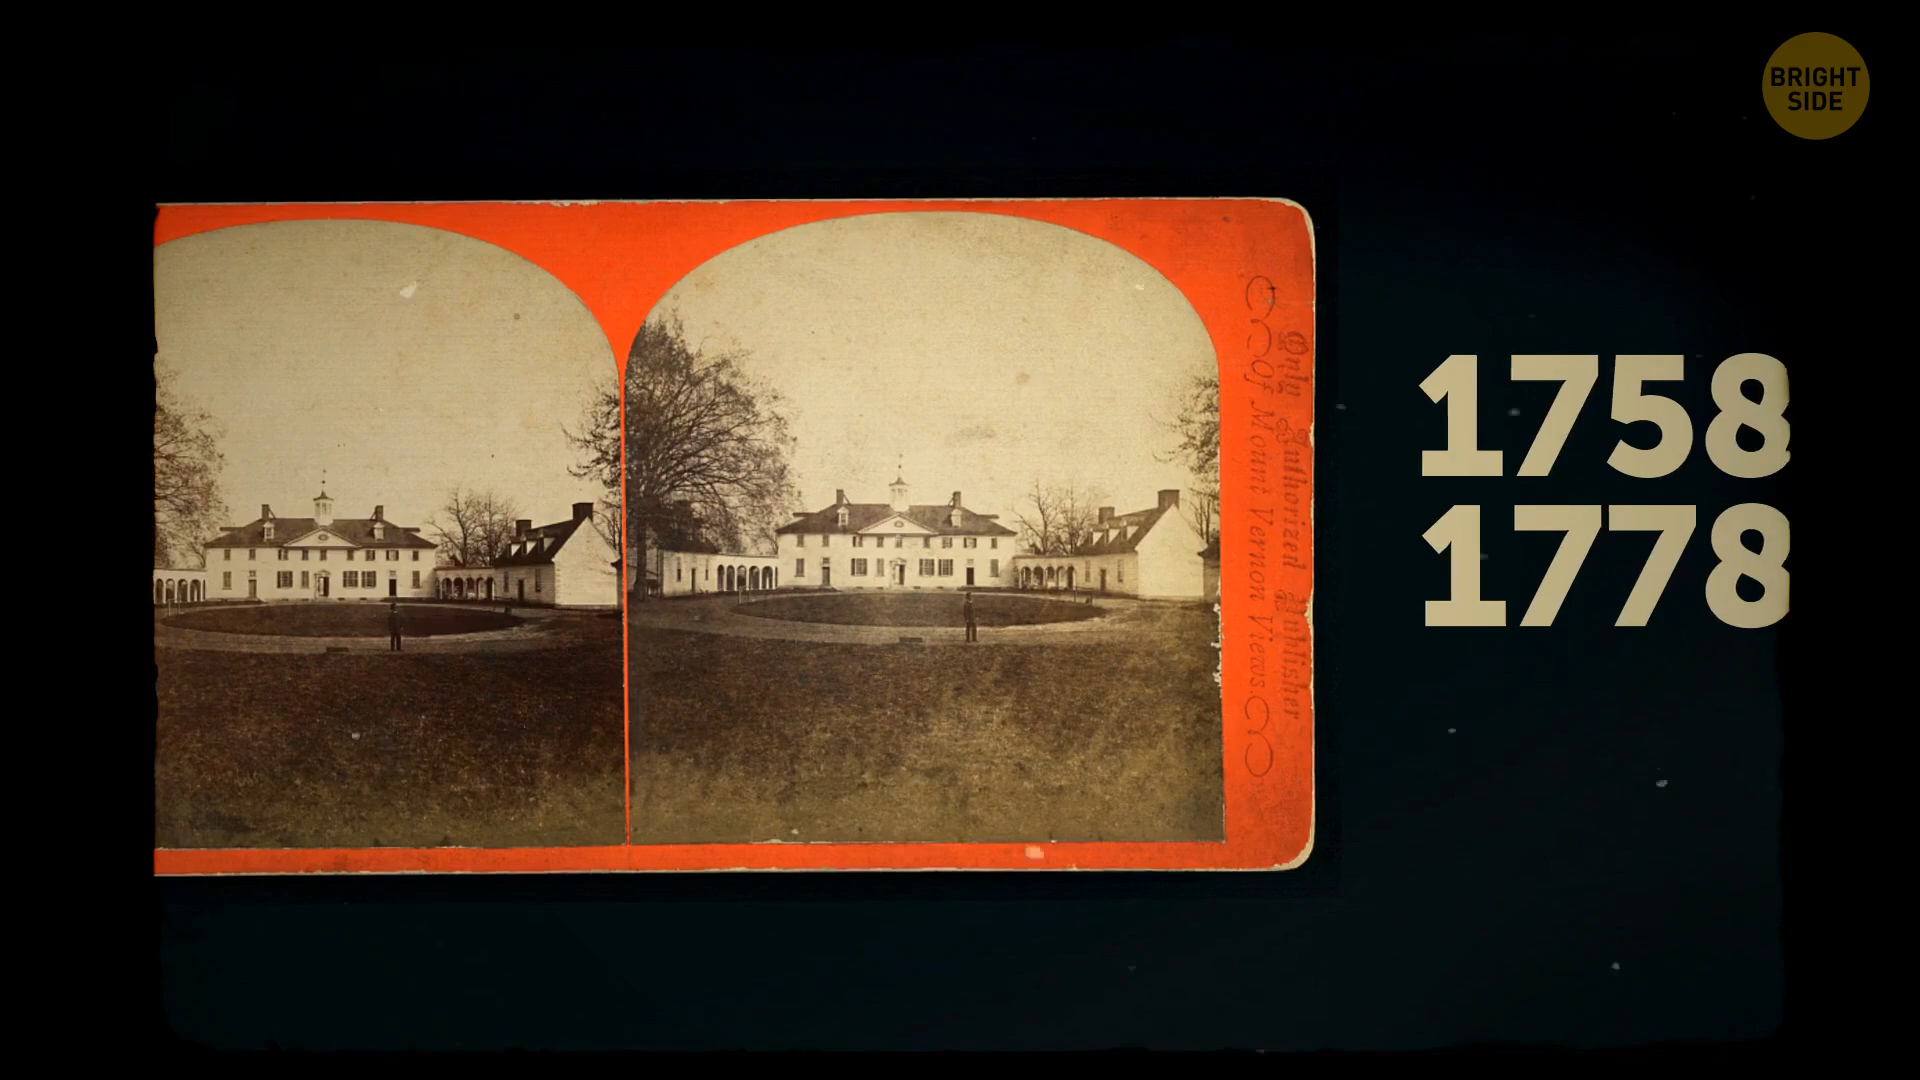 BRIGHT
SIDE
Only Authorized Publisher
Of Mount Vernon Views.
1758
1778